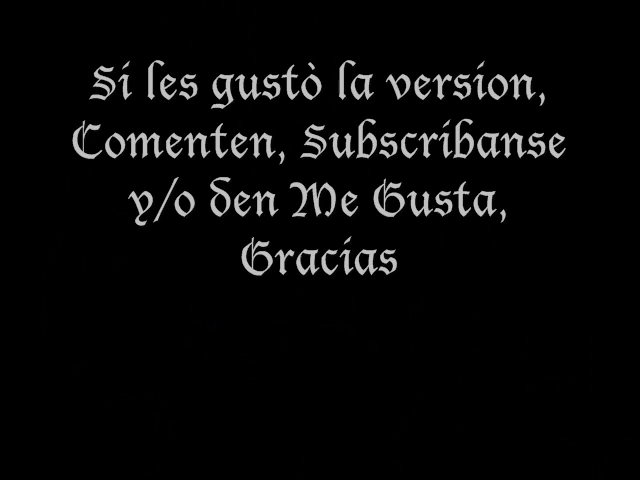 Si les gustò la version,
Comenten, Subscribanse
y/o den Me Gusta,
Gracias